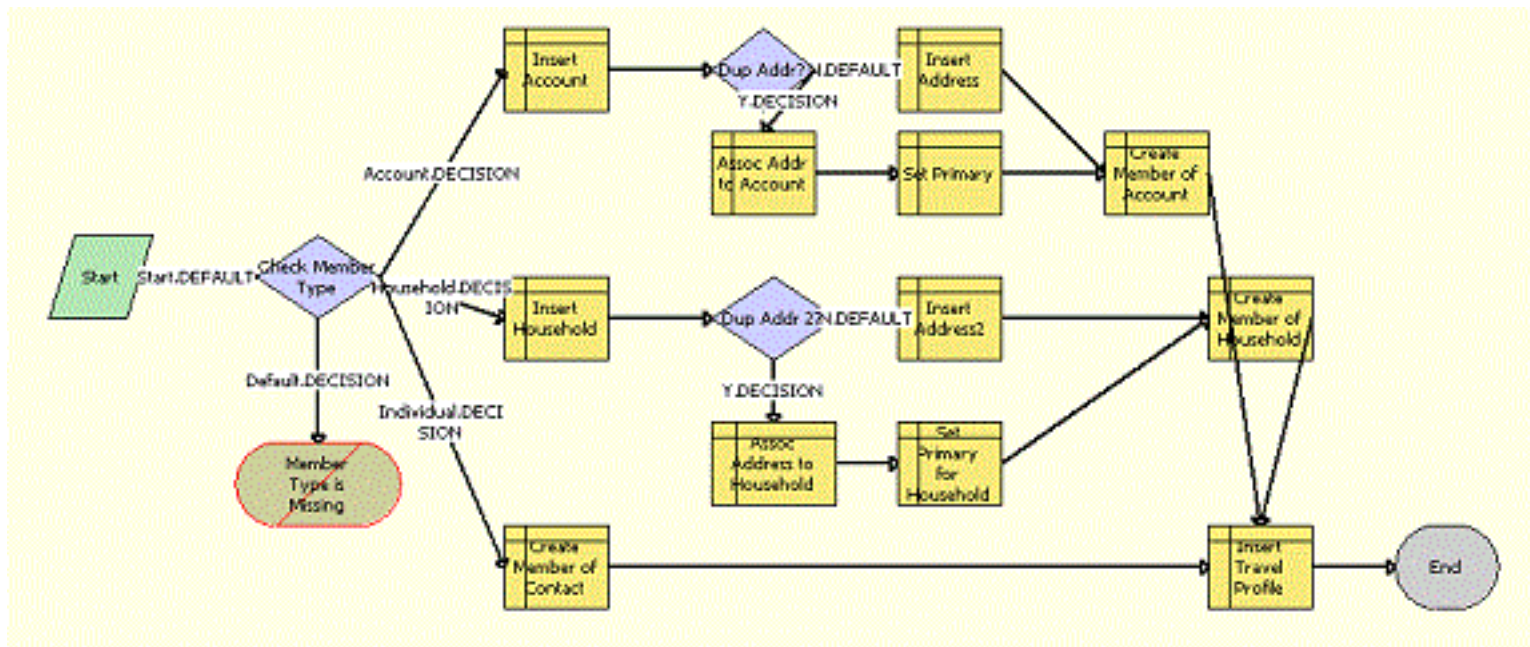 Insert
Account
Dup Addr?
N.DEFAULT
Insert
Address
Y.DECISION
Account.DECISION
Assoc Addr
to Account
Set Primary
Create
Member of
Account
Start
Start.DEFAULT
Check Member
Type
Household.DECIS
ION
Insert
Household
Dup Addr 2?
N.DEFAULT
Insert
Address2
Create
Member of
Household
Default.DECISION
Y.DECISION
Individual.DECI
SION
Member
Type is
Missing
Assoc
Address to
Household
Set
Primary
for
Household
Create
Member of
Contact
Insert
Travel
Profile
End